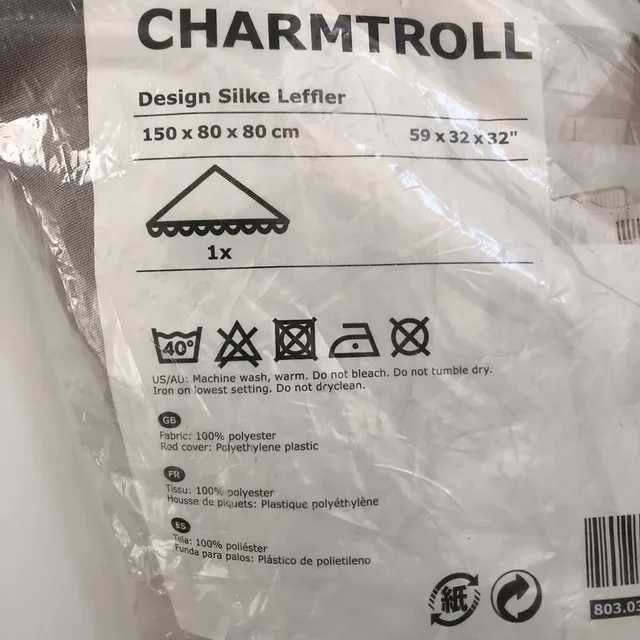 CHARMTROLL
Design Silke Leffler
150 x 80 x 80 cm 59 x 32 x 32"
1x
40°
US/AU: Machine wash, warm. Do not bleach. Do not tumble dry.
Iron on lowest setting. Do not dryclean.
GB
Fabric: 100% polyester
Rod cover: Polyethylene plastic
FR
Tissu: 100% polyester
Housse de piquets: Plastique polyéthylène
ES
Tela: 100% poliéster
Funda para palos: Plástico de polietileno
紙
803.03